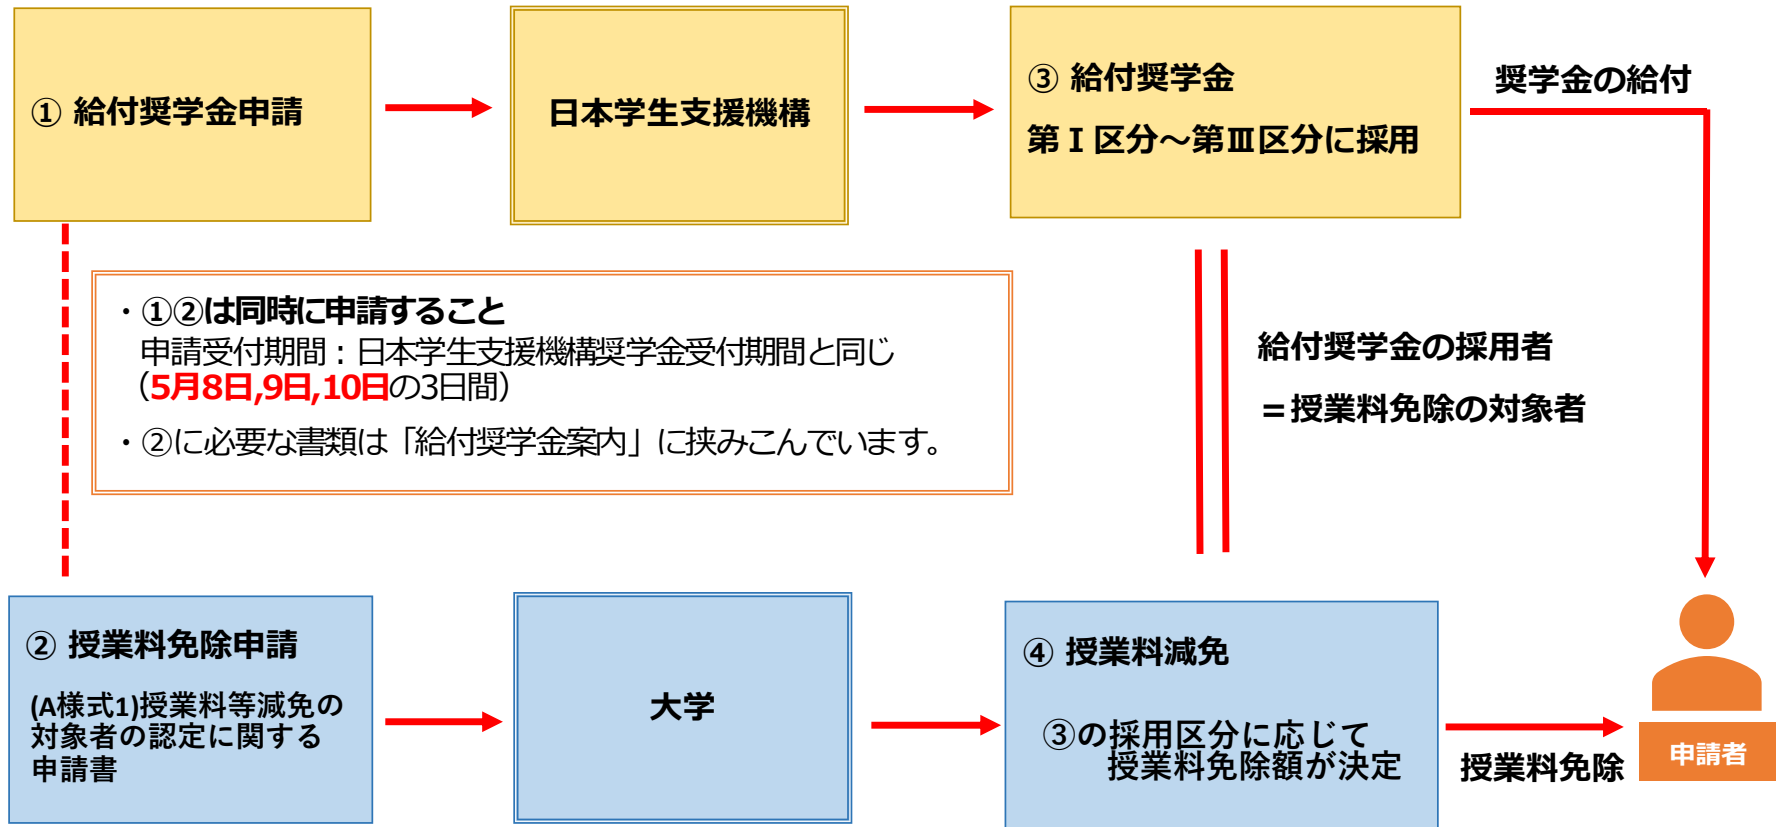 ① 給付奨学金申請
日本学生支援機構
③ 給付奨学金
第Ⅰ区分～第Ⅲ区分に採用
奨学金の給付
・①②は同時に申請すること
申請受付期間：日本学生支援機構奨学金受付期間と同じ
（5月8日,9日,10日の3日間）
・②に必要な書類は「給付奨学金案内」に挟みこんでいます。
給付奨学金の採用者
＝授業料免除の対象者
② 授業料免除申請
(A様式1)授業料等減免の
対象者の認定に関する
申請書
大学
④ 授業料減免
③の採用区分に応じて
授業料免除額が決定
授業料免除
申請者